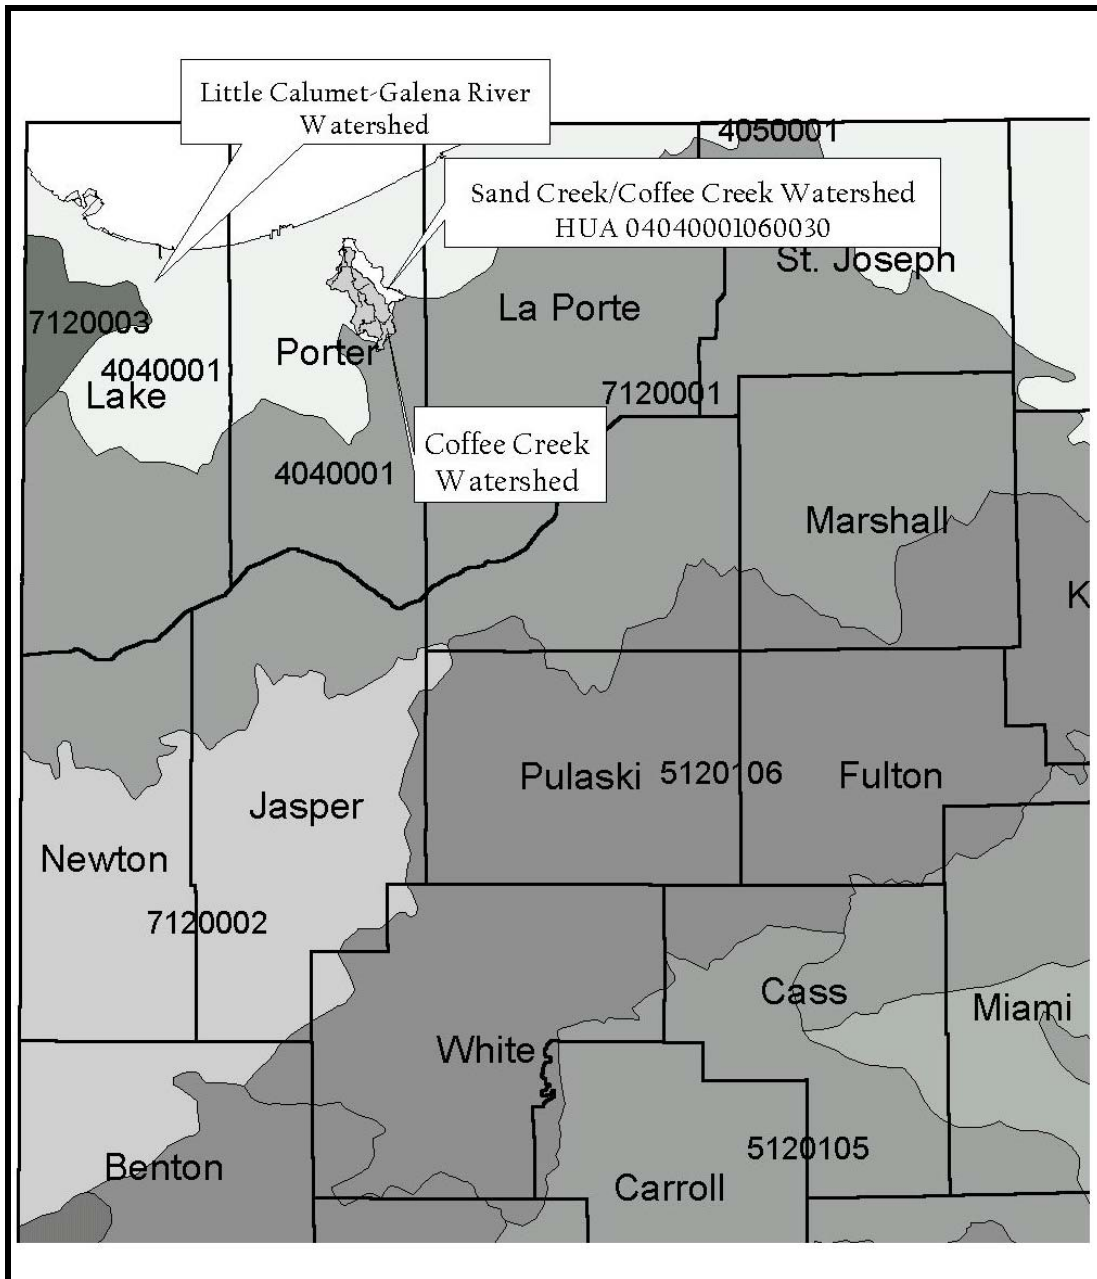 Little Calumet-Galena River
Watershed
4050001
Sand Creek/Coffee Creek Watershed
HUA 04040001060030
St. Joseph
La Porte
7120003
Porter
4040001
Lake
7120001
Coffee Creek
Watershed
4040001
Marshall
K
Pulaski
5120106
Fulton
Jasper
Newton
7120002
Cass
Miami
White
5120105
Benton
Carroll